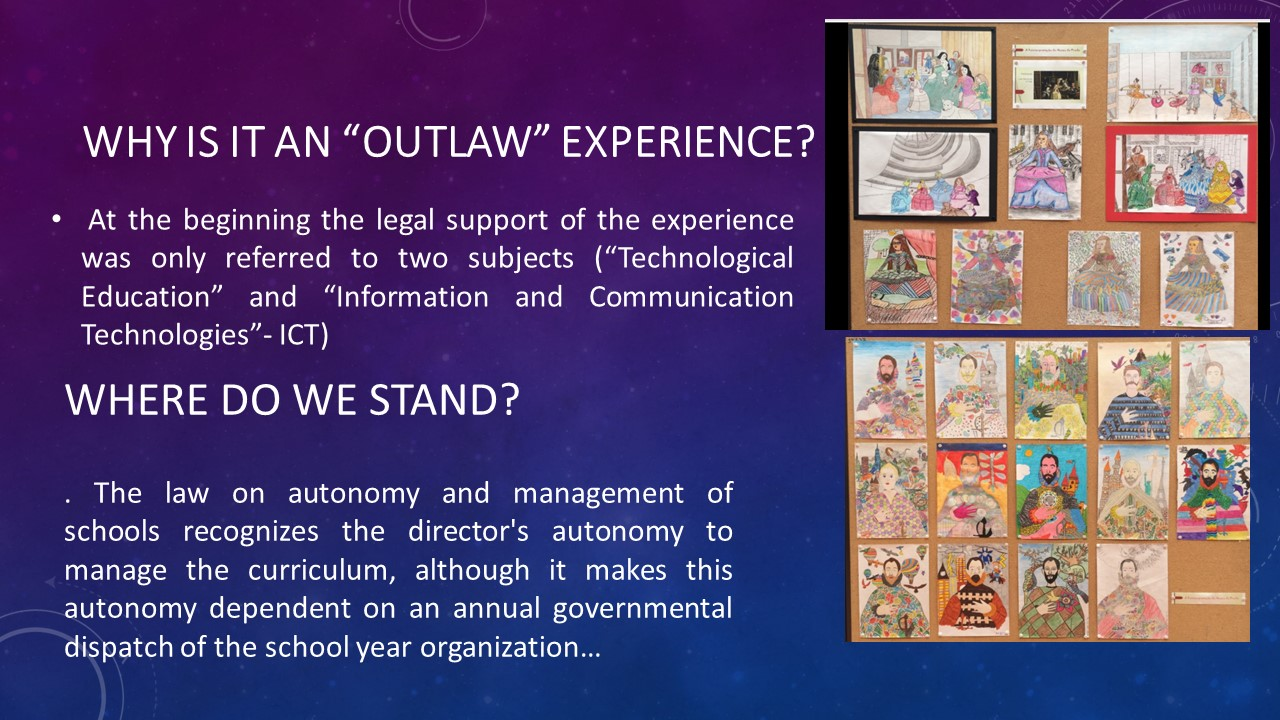 WHY IS IT AN “OUTLAW” EXPERIENCE?
• At the beginning the legal support of the experience
was only referred to two subjects (“Technological
Education” and “Information and Communication
Technologies”- ICT)
WHERE DO WE STAND?
. The law on autonomy and management of
schools recognizes the director's autonomy to
manage the curriculum, although it makes this
autonomy dependent on an annual governmental
dispatch of the school year organization…